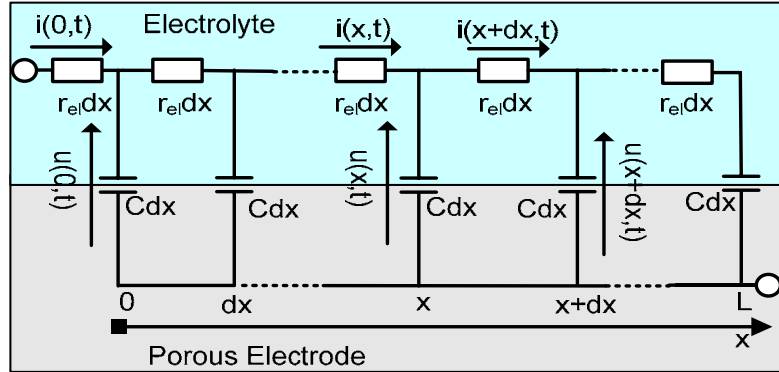 Electrolyte
i(0,t) i(x,t) i(x+dx,t)
r_el dx r_el dx r_el dx r_el dx r_el dx
u(0,t) u(x,t) u(x+dx,t)
Cdx Cdx Cdx Cdx Cdx
0 dx x x+dx L
x
Porous Electrode